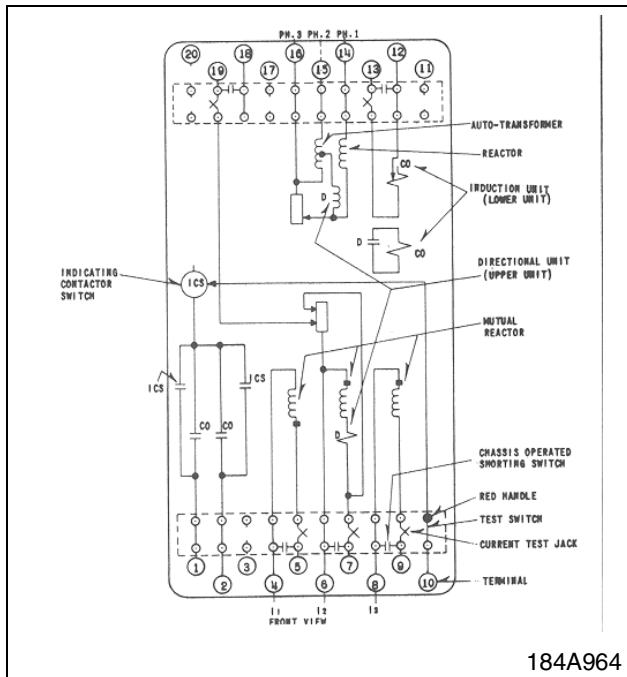 PH.3 PH.2 PH.1
20 19 18 17 16 15 14 13 12 11
AUTO-TRANSFORMER
REACTOR
CO
INDUCTION UNIT
(LOWER UNIT)
D
D
CO
DIRECTIONAL UNIT
(UPPER UNIT)
INDICATING
CONTACTOR
SWITCH
ICS
MUTUAL
REACTOR
ICS
ICS
CO
CO
D
CHASSIS OPERATED
SHORTING SWITCH
RED HANDLE
TEST SWITCH
CURRENT TEST JACK
1 2 3 4 5 6 7 8 9 10
TERMINAL
I1 I2 I3
FRONT VIEW
184A964